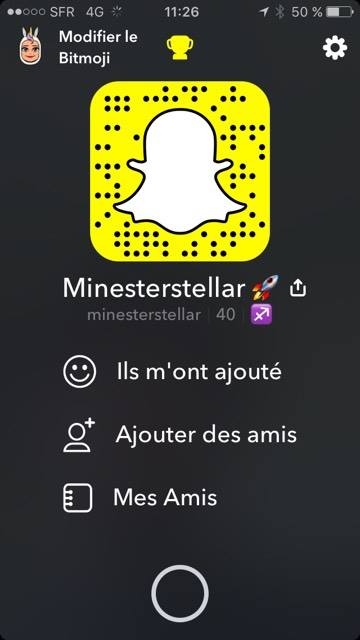 SFR 4G 11:26 50 %
Modifier le
Bitmoji
Minesterstellar 🚀
minesterstellar | 40 | ♐
Ils m'ont ajouté
Ajouter des amis
Mes Amis